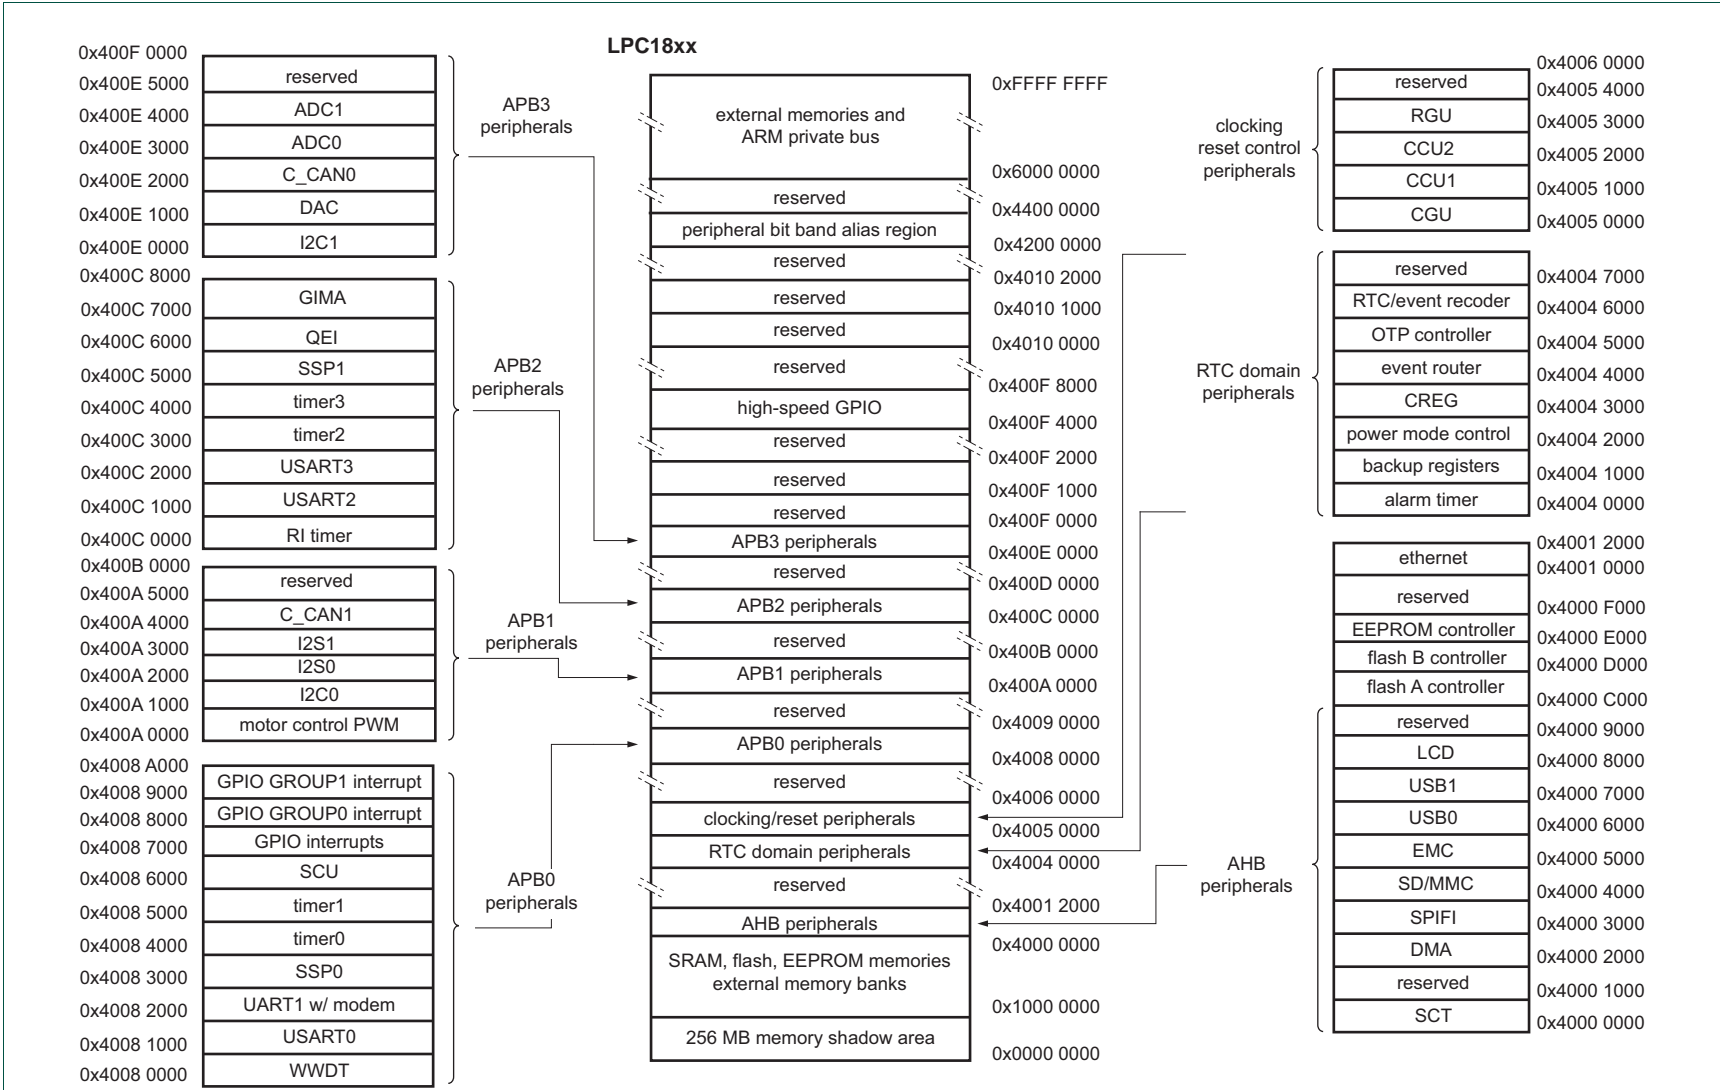 LPC18xx
0x400F 0000
reserved
0x400E 5000
ADC1
0x400E 4000
ADC0
0x400E 3000
C_CAN0
0x400E 2000
DAC
0x400E 1000
I2C1
0x400E 0000
APB3
peripherals
0x400C 8000
GIMA
0x400C 7000
QEI
0x400C 6000
SSP1
0x400C 5000
timer3
0x400C 4000
timer2
0x400C 3000
USART3
0x400C 2000
USART2
0x400C 1000
RI timer
0x400C 0000
APB2
peripherals
0x400B 0000
reserved
0x400A 5000
C_CAN1
0x400A 4000
I2S1
0x400A 3000
I2S0
0x400A 2000
I2C0
0x400A 1000
motor control PWM
0x400A 0000
APB1
peripherals
0x4008 A000
GPIO GROUP1 interrupt
0x4008 9000
GPIO GROUP0 interrupt
0x4008 8000
GPIO interrupts
0x4008 7000
SCU
0x4008 6000
timer1
0x4008 5000
timer0
0x4008 4000
SSP0
0x4008 3000
UART1 w/ modem
0x4008 2000
USART0
0x4008 1000
WWDT
0x4008 0000
APB0
peripherals
0xFFFF FFFF
external memories and
ARM private bus
0x6000 0000
reserved
0x4400 0000
peripheral bit band alias region
0x4200 0000
reserved
0x4010 2000
reserved
0x4010 1000
reserved
0x4010 0000
reserved
0x400F 8000
high-speed GPIO
0x400F 4000
reserved
0x400F 2000
reserved
0x400F 1000
reserved
0x400F 0000
APB3 peripherals
0x400E 0000
reserved
0x400D 0000
APB2 peripherals
0x400C 0000
reserved
0x400B 0000
APB1 peripherals
0x400A 0000
reserved
0x4009 0000
APB0 peripherals
0x4008 0000
reserved
0x4006 0000
clocking/reset peripherals
0x4005 0000
RTC domain peripherals
0x4004 0000
reserved
0x4001 2000
AHB peripherals
0x4000 0000
SRAM, flash, EEPROM memories
external memory banks
0x1000 0000
256 MB memory shadow area
0x0000 0000
clocking
reset control
peripherals
0x4006 0000
reserved
0x4005 4000
RGU
0x4005 3000
CCU2
0x4005 2000
CCU1
0x4005 1000
CGU
0x4005 0000
RTC domain
peripherals
reserved
0x4004 7000
RTC/event recoder
0x4004 6000
OTP controller
0x4004 5000
event router
0x4004 4000
CREG
0x4004 3000
power mode control
0x4004 2000
backup registers
0x4004 1000
alarm timer
0x4004 0000
0x4001 2000
ethernet
0x4001 0000
reserved
0x4000 F000
EEPROM controller
0x4000 E000
flash B controller
0x4000 D000
flash A controller
0x4000 C000
AHB
peripherals
reserved
0x4000 9000
LCD
0x4000 8000
USB1
0x4000 7000
USB0
0x4000 6000
EMC
0x4000 5000
SD/MMC
0x4000 4000
SPIFI
0x4000 3000
DMA
0x4000 2000
reserved
0x4000 1000
SCT
0x4000 0000